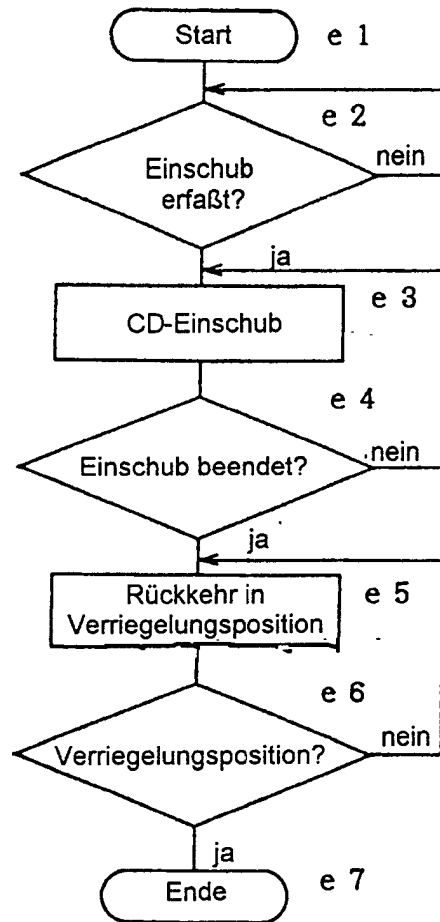 Start
e 1
e 2
Einschub
erfaßt?
nein
ja
e 3
CD-Einschub
e 4
Einschub beendet?
nein
ja
e 5
Rückkehr in
Verriegelungsposition
e 6
Verriegelungsposition?
nein
ja
Ende
e 7